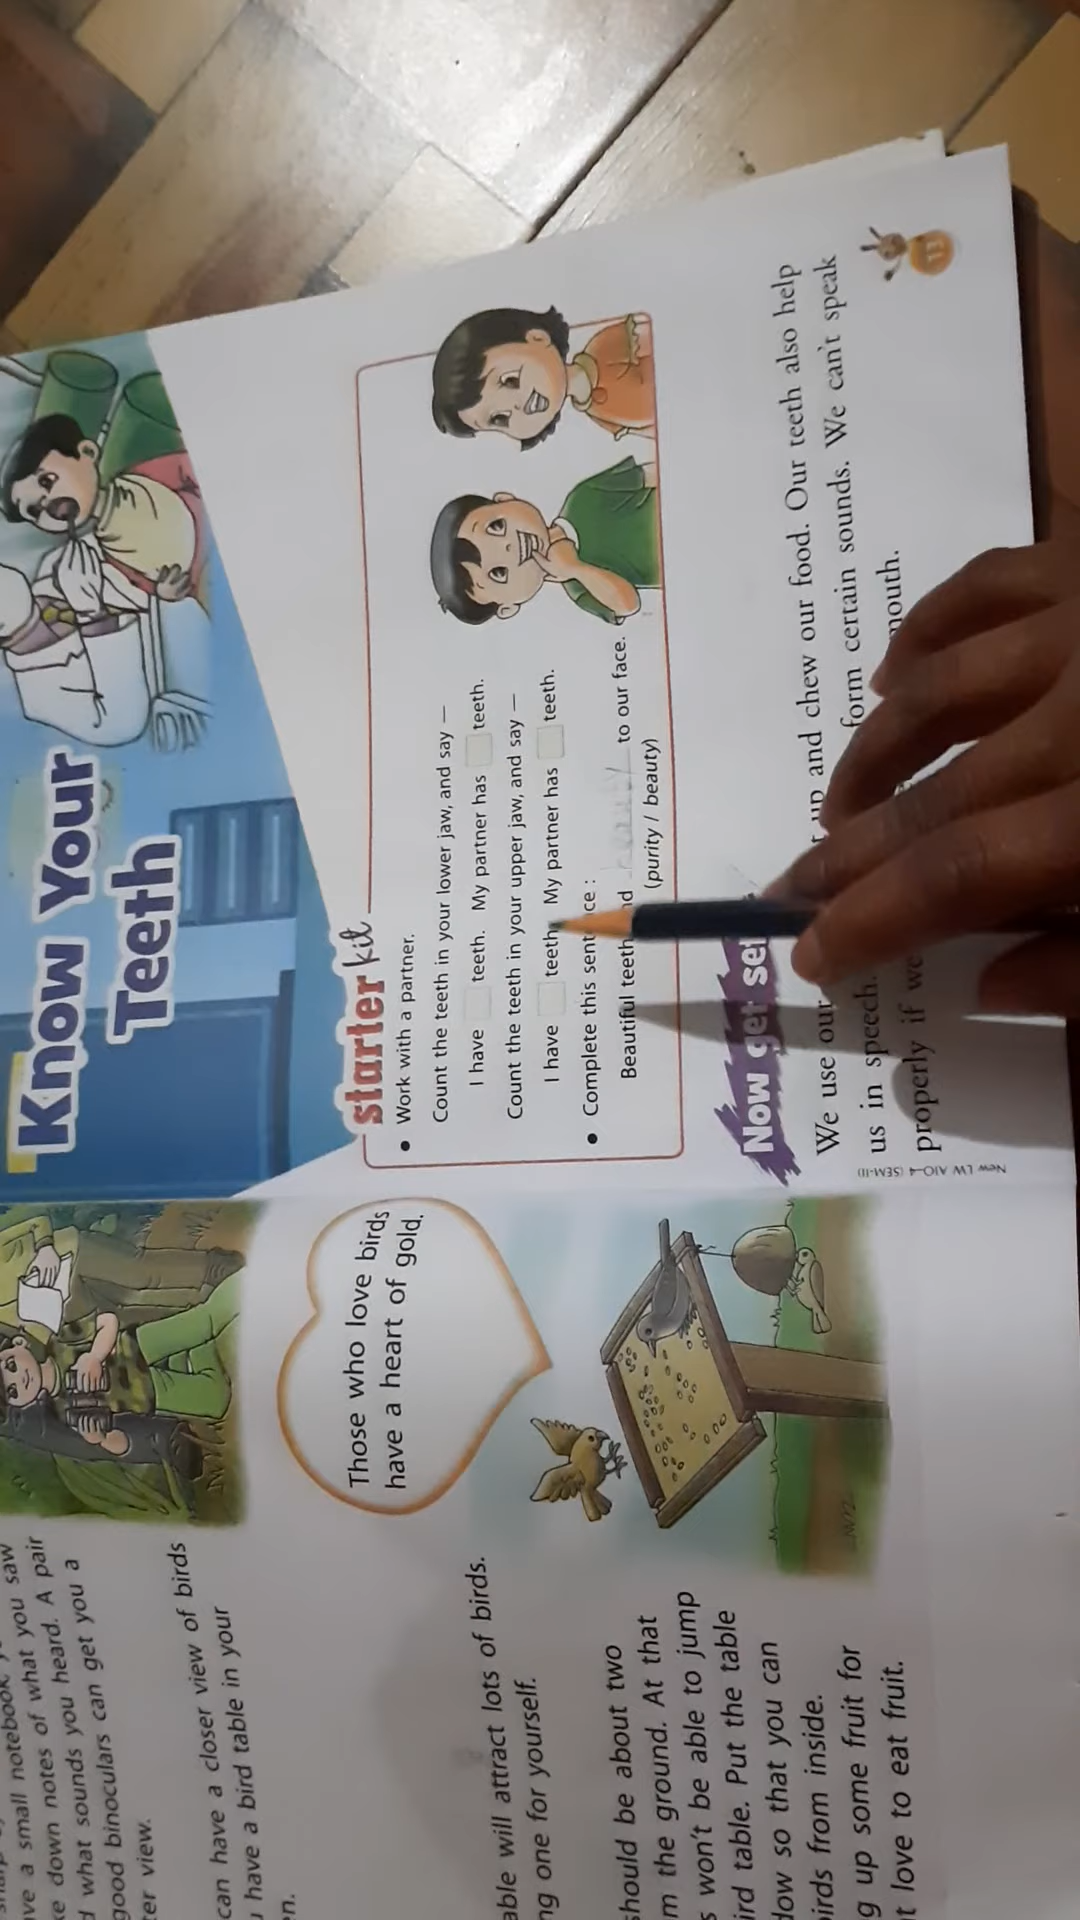 ve a small notebook
down notes of what you saw
what sounds you heard. A pair
good binoculars can get you a
ter view.
can have a closer view of birds
have a bird table in your
Those who love birds
have a heart of gold.
able will attract lots of birds.
ng one for yourself.
should be about two
m the ground. At that
s won't be able to jump
ird table. Put the table
dow so that you can
irds from inside.
g up some fruit for
t love to eat fruit.
Know Your
Teeth
starter kit
• Work with a partner.
Count the teeth in your lower jaw, and say —
I have teeth. My partner has teeth.
Count the teeth in your upper jaw, and say —
I have teeth. My partner has teeth.
• Complete this sent ce :
Beautiful teeth beauty to our face.
(purity / beauty)
Now get set
We use our up and chew our food. Our teeth also help
us in speech. form certain sounds. We can't speak
properly if we mouth.
New LW AIO-4 (SEM-II)